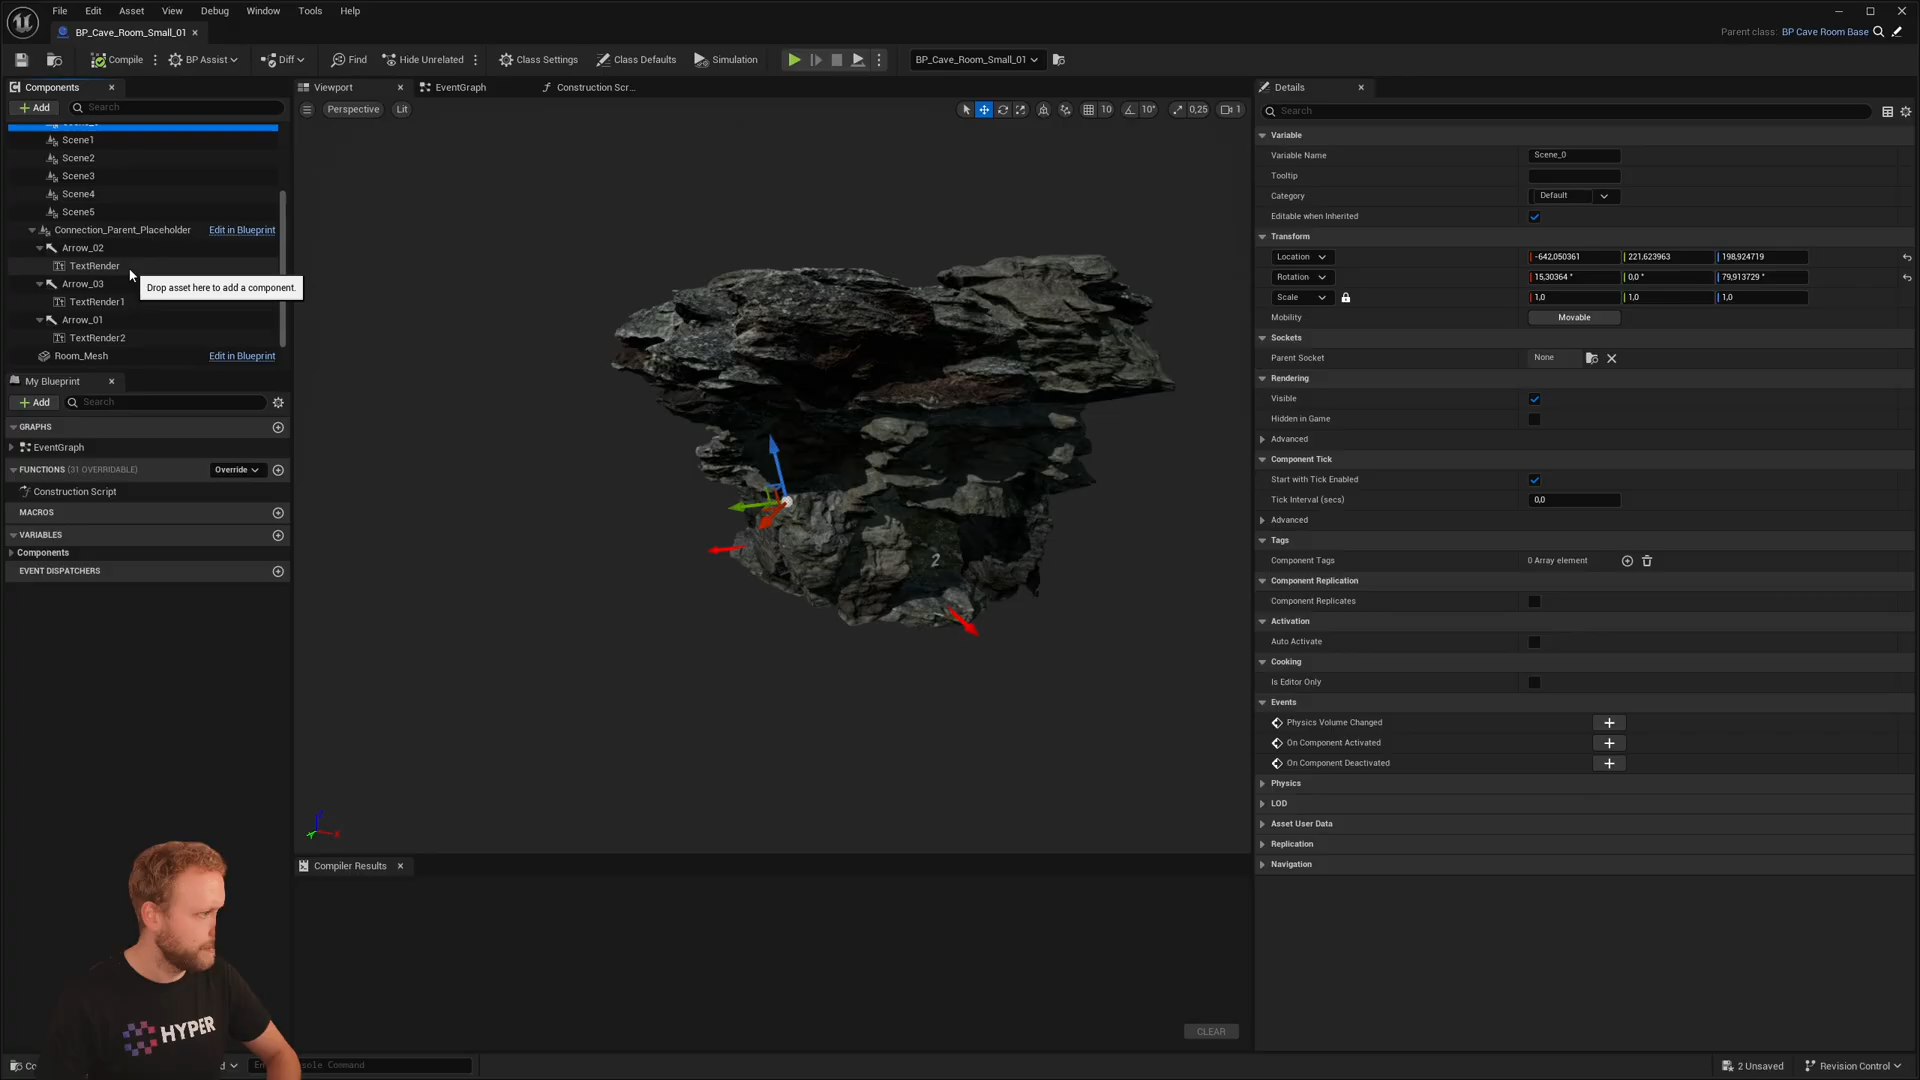 File Edit Asset View Debug Window Tools Help
BP_Cave_Room_Small_01
Parent class: BP Cave Room Base
Compile BP Assist Diff Find Hide Unrelated Class Settings Class Defaults Simulation BP_Cave_Room_Small_01
Components
Viewport EventGraph Construction Scr...
Details
Add Search
Perspective Lit
10 10° 0,25 1
Search
Scene1
Scene2
Scene3
Scene4
Scene5
Connection_Parent_Placeholder Edit in Blueprint
Arrow_02
TextRender
Drop asset here to add a component.
Arrow_03
TextRender1
Arrow_01
TextRender2
Room_Mesh Edit in Blueprint
My Blueprint
Add Search
GRAPHS
EventGraph
FUNCTIONS (31 OVERRIDABLE) Override
Construction Script
MACROS
VARIABLES
Components
EVENT DISPATCHERS
2
Variable
Variable Name Scene_0
Tooltip
Category Default
Editable when Inherited
Transform
Location -642,050361 221,623963 198,924719
Rotation 15,30364 ° 0,0 ° 79,913729 °
Scale 1,0 1,0 1,0
Mobility Movable
Sockets
Parent Socket None
Rendering
Visible
Hidden in Game
Advanced
Component Tick
Start with Tick Enabled
Tick Interval (secs) 0,0
Advanced
Tags
Component Tags 0 Array element
Component Replication
Component Replicates
Activation
Auto Activate
Cooking
Is Editor Only
Events
Physics Volume Changed
On Component Activated
On Component Deactivated
Physics
LOD
Asset User Data
Replication
Navigation
Compiler Results
CLEAR
HYPER
sole Command
2 Unsaved Revision Control